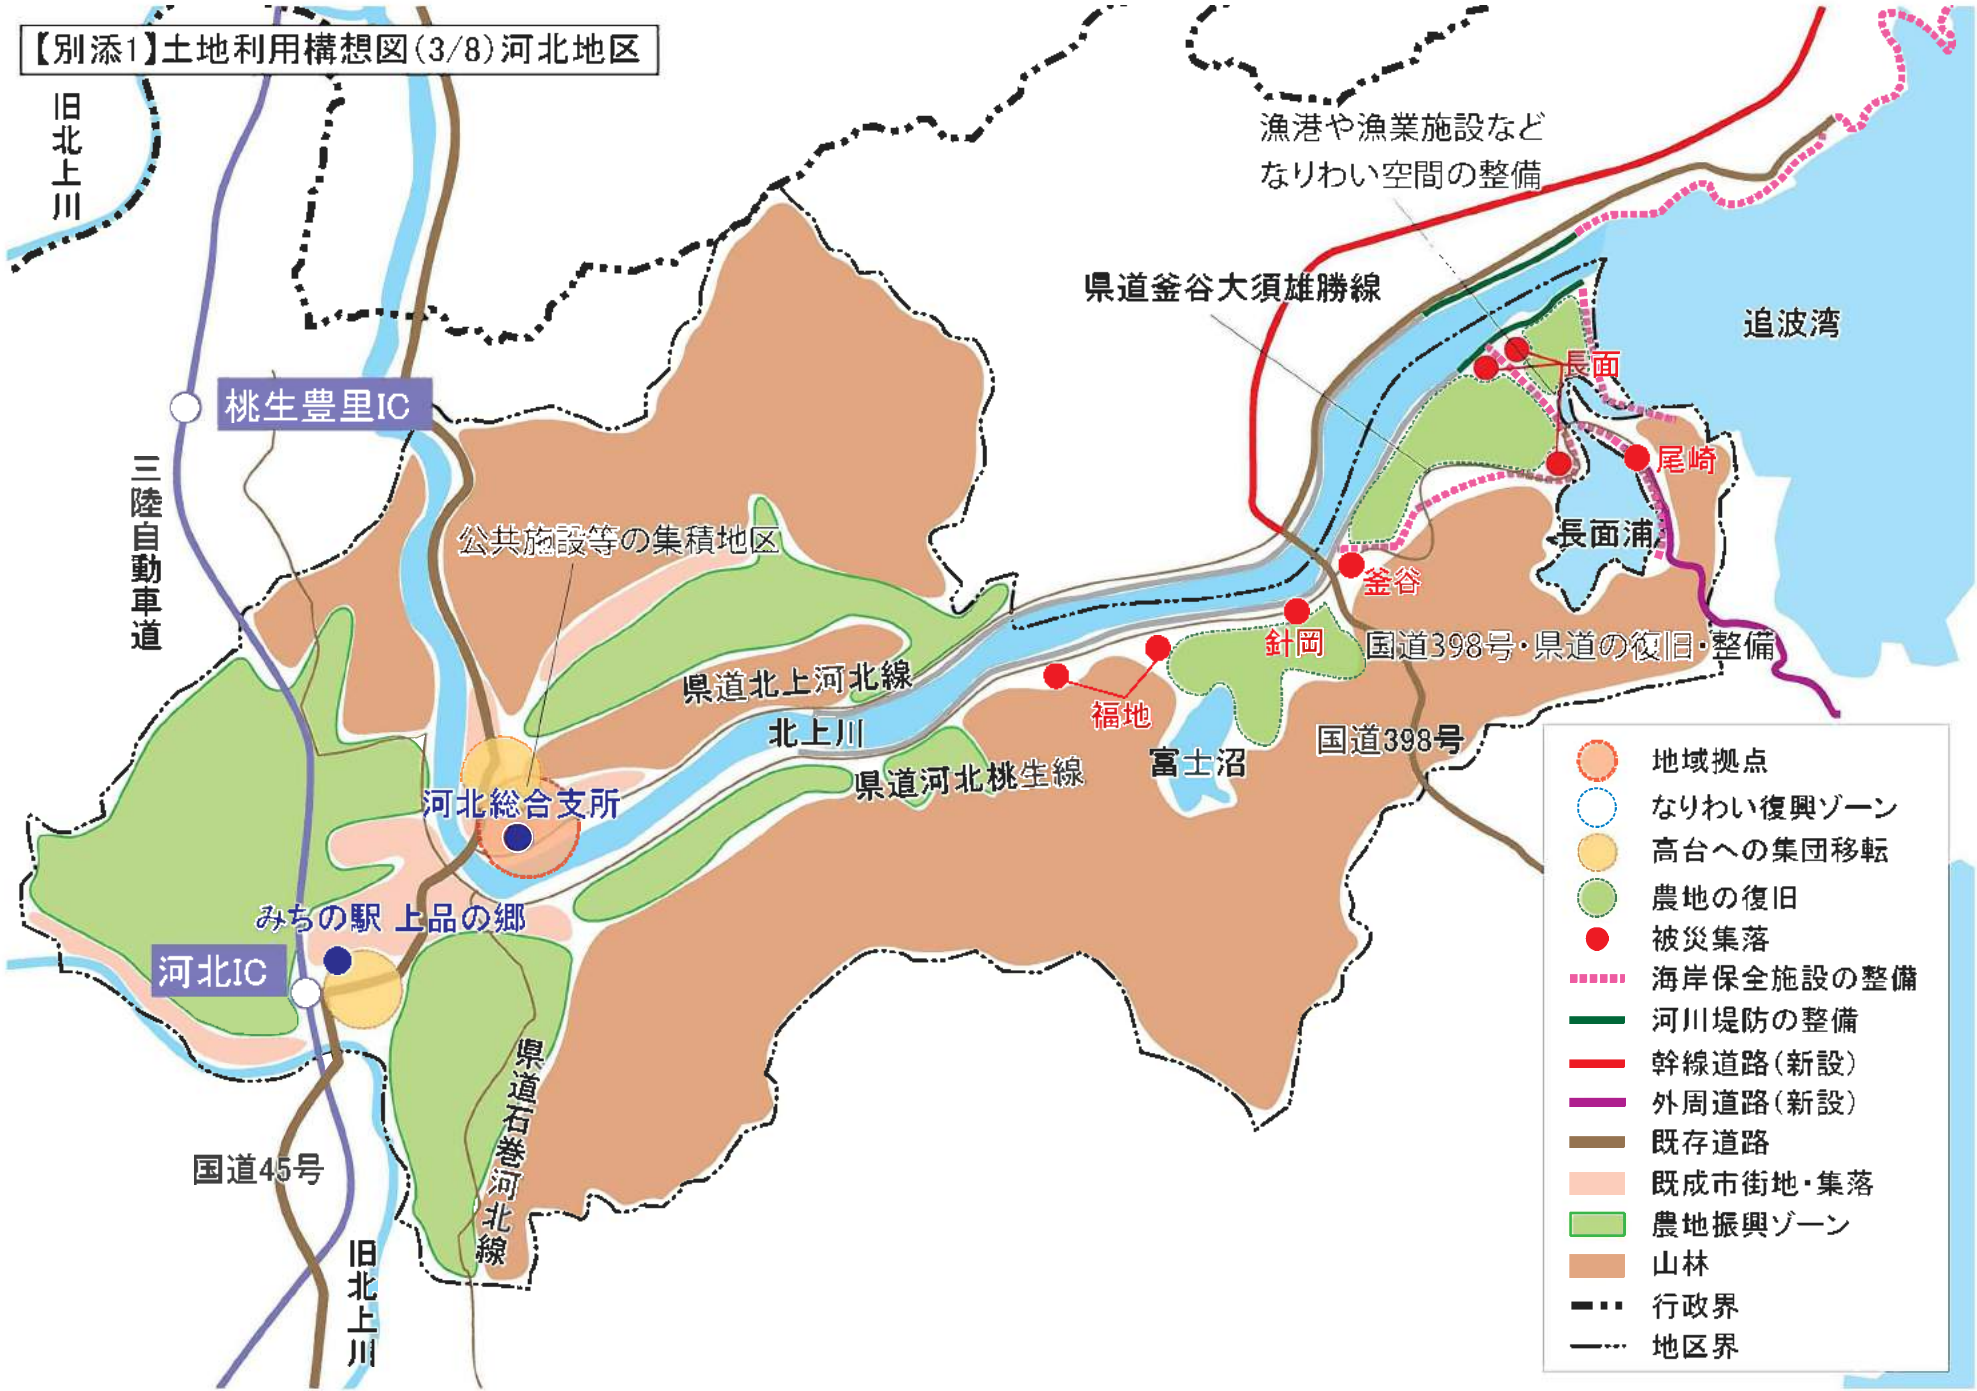 【別添1】土地利用構想図(3/8)河北地区
旧北上川
漁港や漁業施設など
なりわい空間の整備
県道釜谷大須雄勝線
追波湾
長面
桃生豊里IC
尾崎
三陸自動車道
公共施設等の集積地区
長面浦
釜谷
針岡
国道398号・県道の復旧・整備
県道北上河北線
福地
北上川
国道398号
富士沼
県道河北桃生線
河北総合支所
みちの駅 上品の郷
河北IC
県道石巻河北線
国道45号
旧北上川
地域拠点
なりわい復興ゾーン
高台への集団移転
農地の復旧
被災集落
海岸保全施設の整備
河川堤防の整備
幹線道路(新設)
外周道路(新設)
既存道路
既成市街地・集落
農地振興ゾーン
山林
行政界
地区界